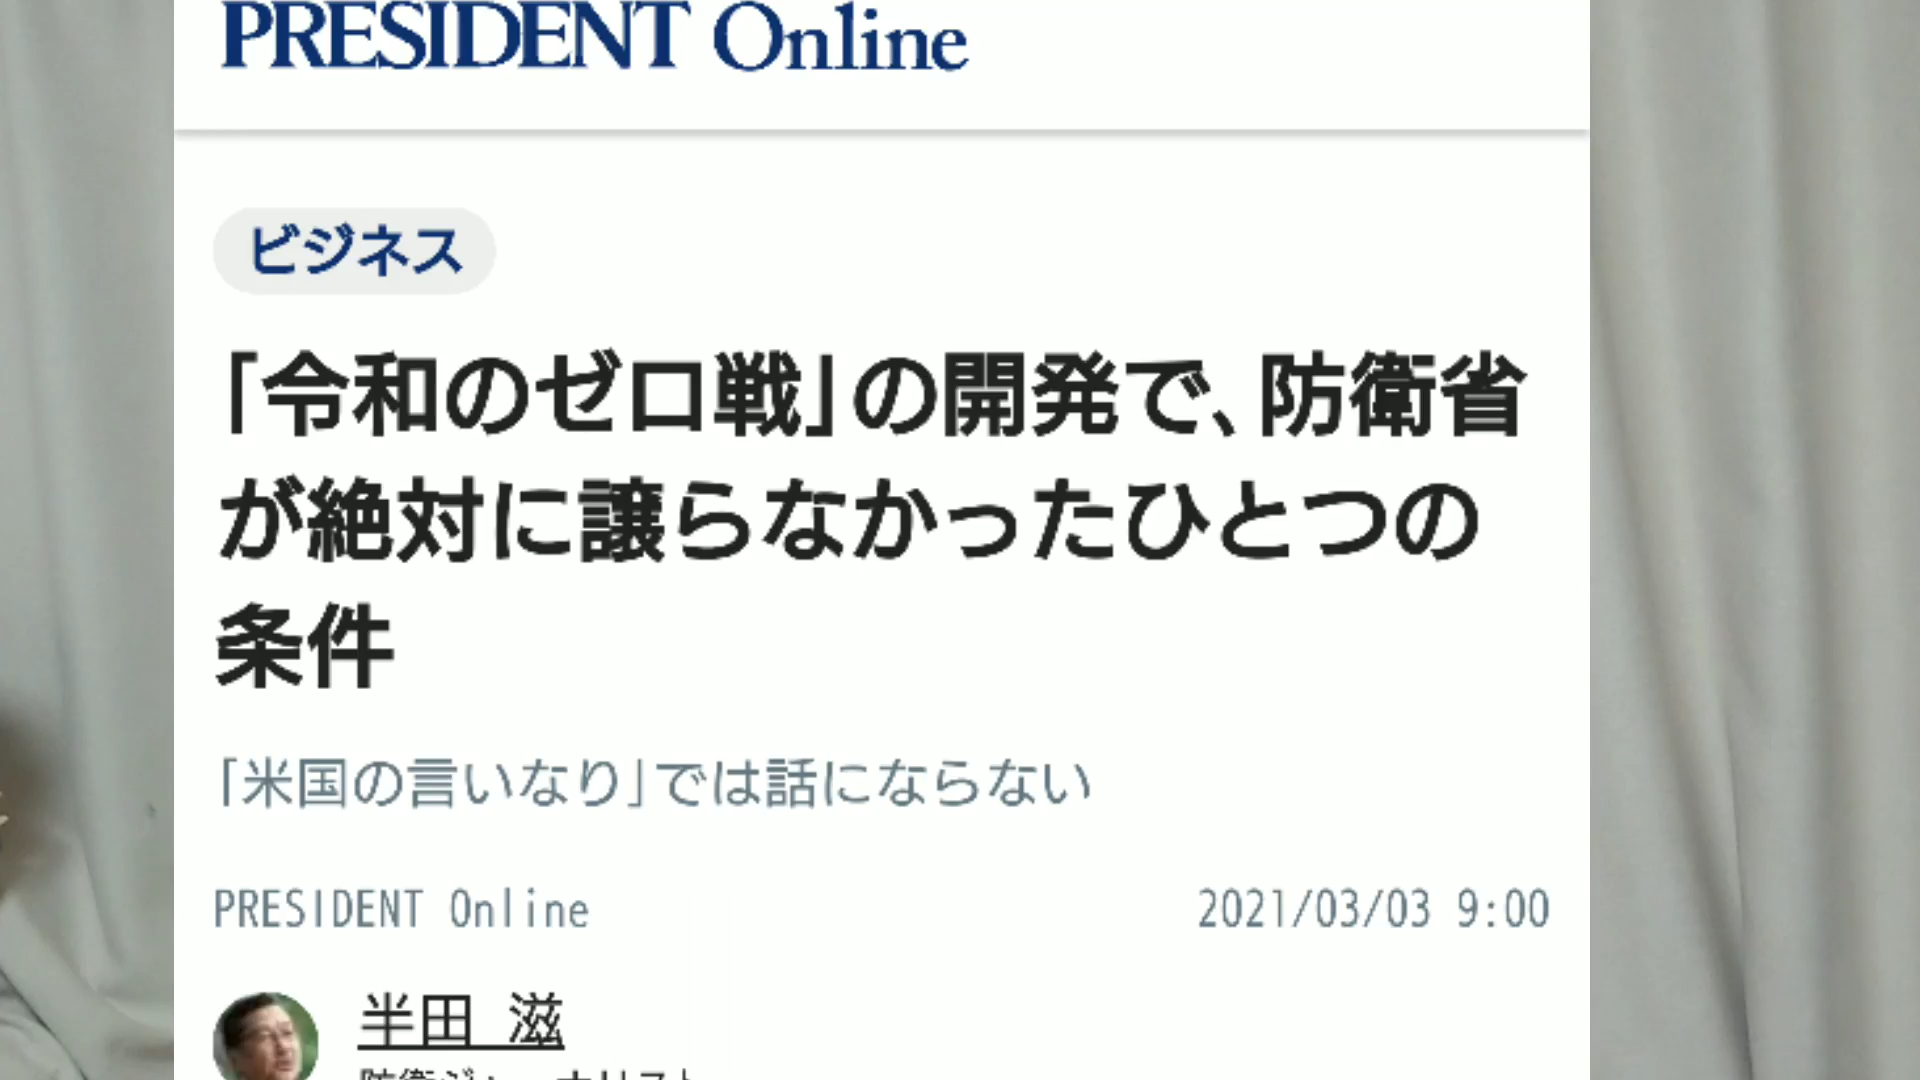 PRESIDENT Online
ビジネス
「令和のゼロ戦」の開発で、防衛省
が絶対に譲らなかったひとつの
条件
「米国の言いなり」では話にならない
PRESIDENT Online 2021/03/03 9:00
半田 滋